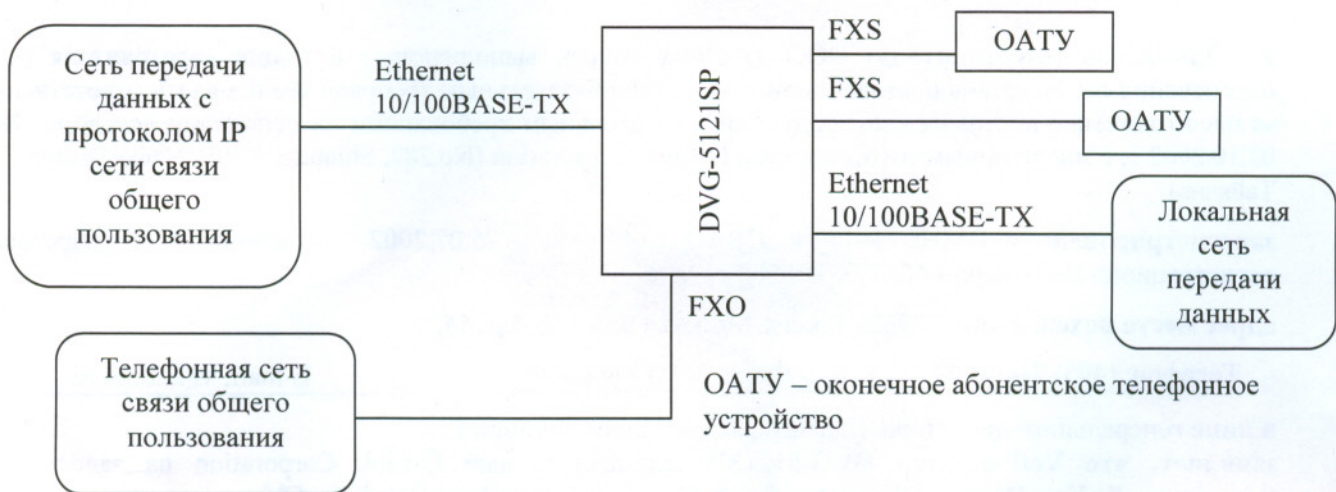 Сеть передачи
данных с
протоколом IP
сети связи
общего
пользования
Ethernet
10/100BASE-TX
DVG-5121SP
FXS
ОАТУ
FXS
ОАТУ
Ethernet
10/100BASE-TX
Локальная
сеть
передачи
данных
FXO
Телефонная сеть
связи общего
пользования
ОАТУ – оконечное абонентское телефонное
устройство